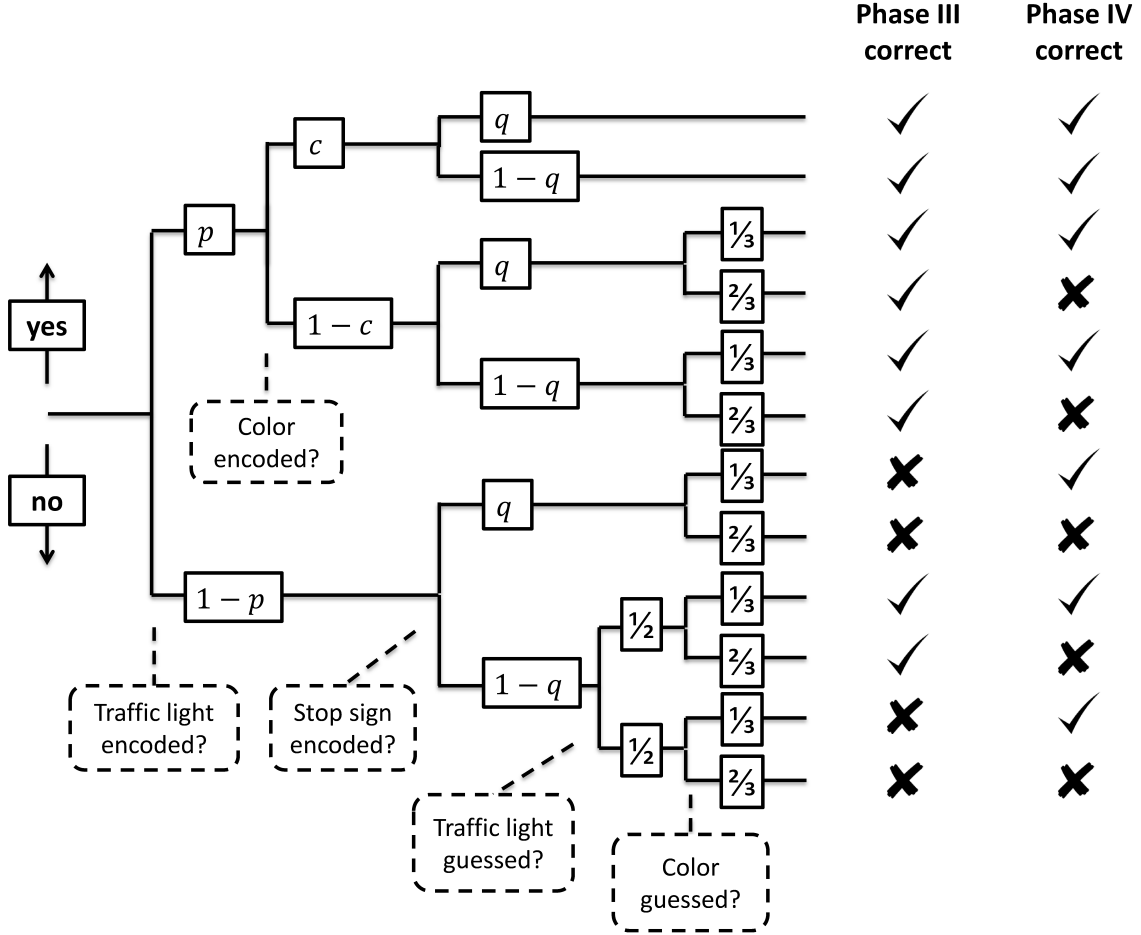 Phase III Phase IV
correct correct
q
c
1 − q
⅓
p
q
⅔
yes
1 − c
⅓
1 − q
⅔
Color
encoded?
⅓
no
q
⅔
1 − p
⅓
½
⅔
1 − q
Traffic light
encoded?
Stop sign
encoded?
⅓
½
⅔
Traffic light
guessed?
Color
guessed?